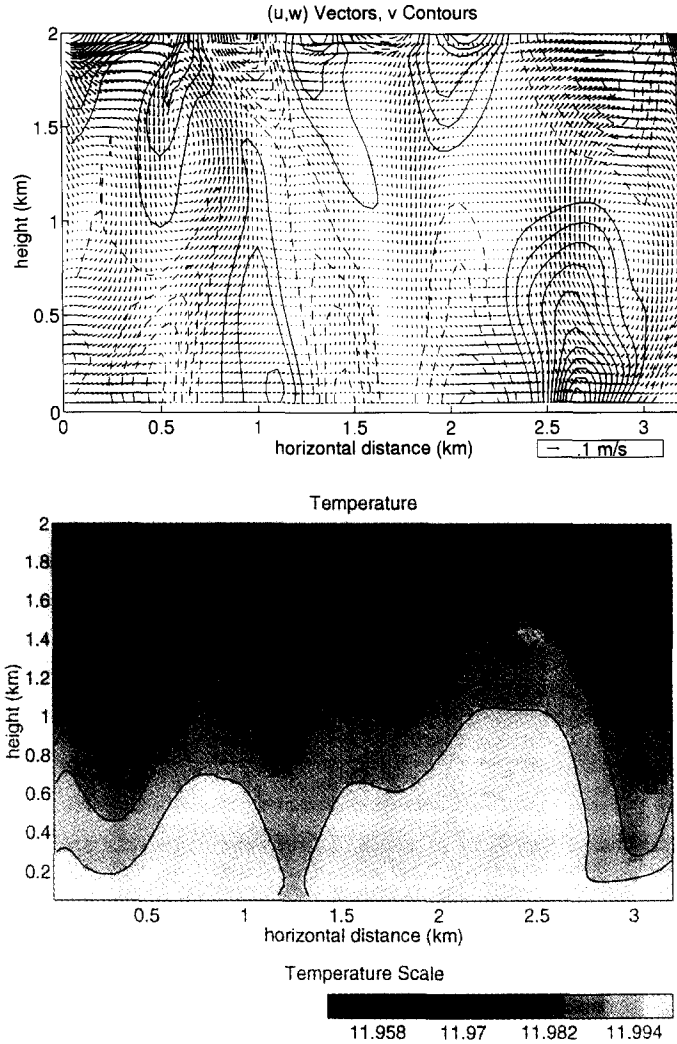 (u,w) Vectors, v Contours
2
1.5
1
0.5
0
height (km)
0 0.5 1 1.5 2 2.5 3
horizontal distance (km)
.1 m/s
Temperature
2
1.8
1.6
1.4
1.2
1
0.8
0.6
0.4
0.2
height (km)
0.5 1 1.5 2 2.5 3
horizontal distance (km)
Temperature Scale
11.958 11.97 11.982 11.994